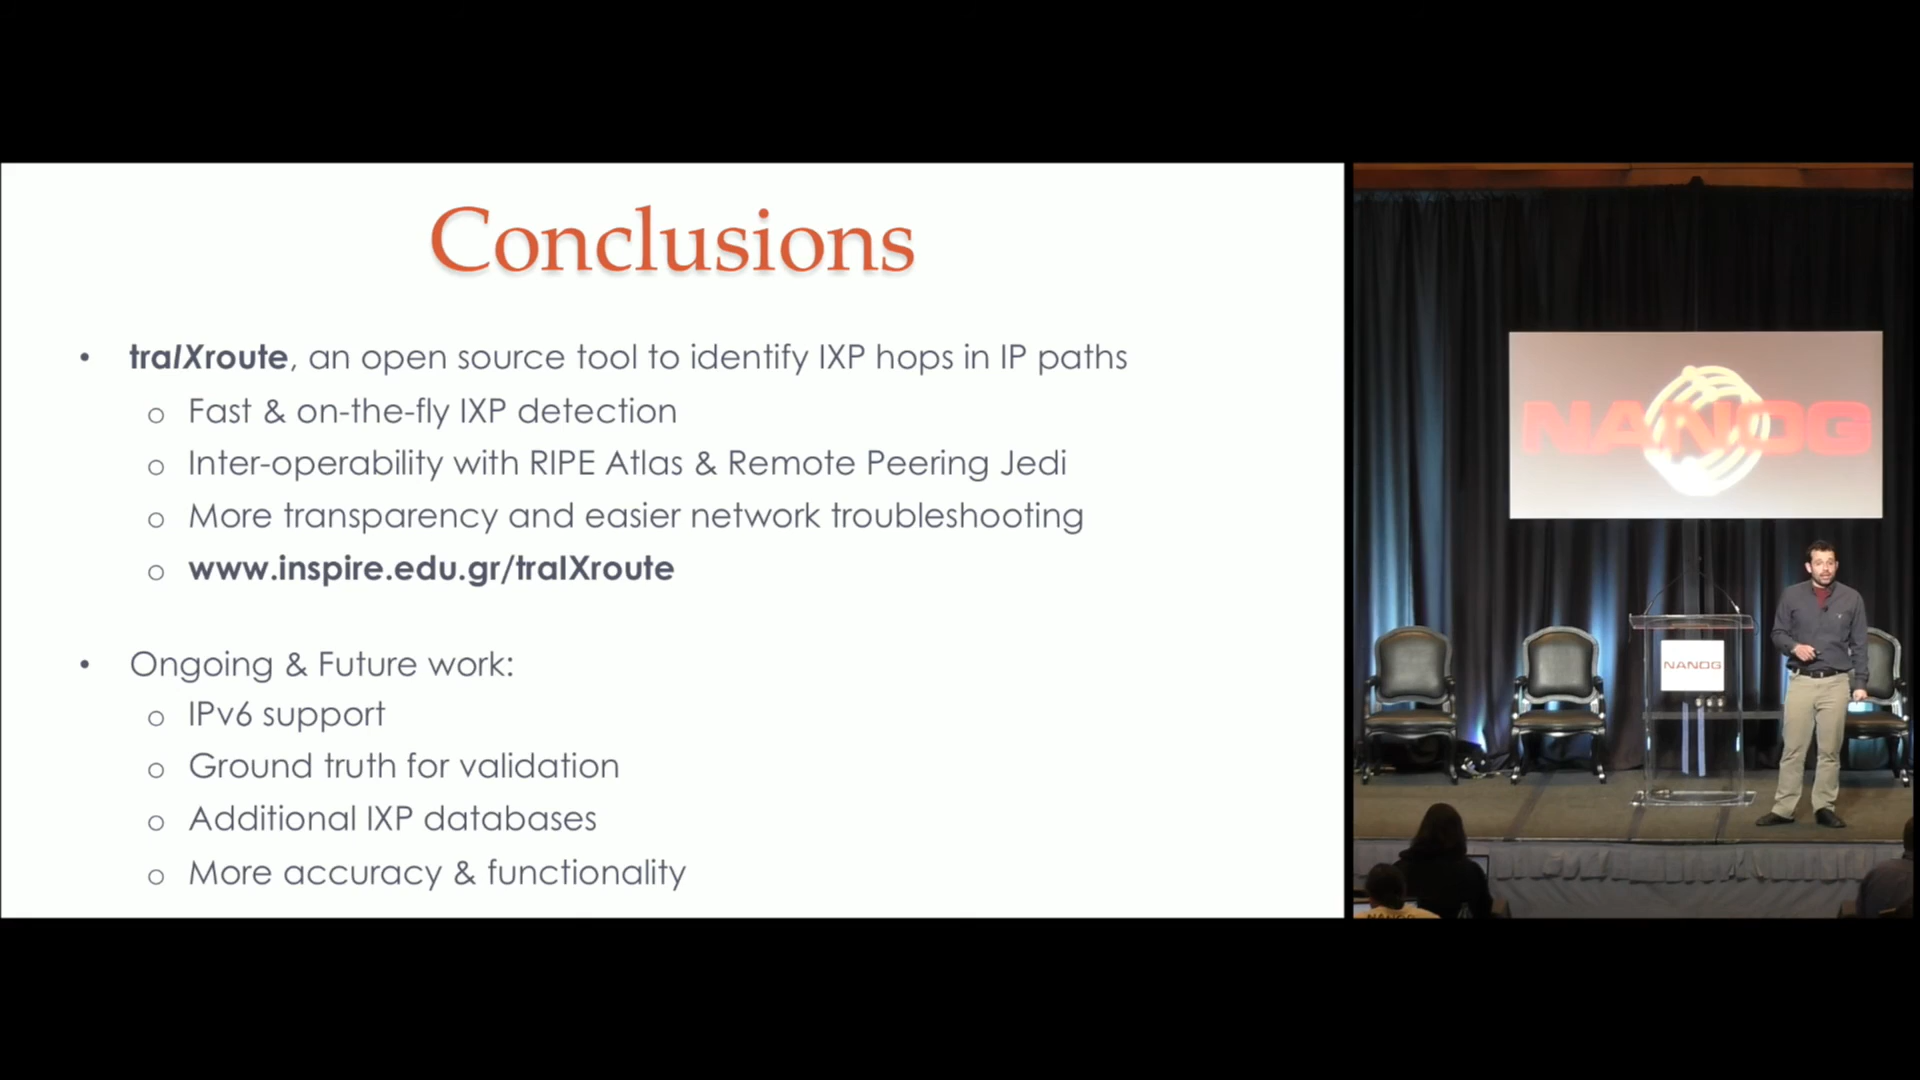 Conclusions
• traIXroute, an open source tool to identify IXP hops in IP paths
o Fast & on-the-fly IXP detection
o Inter-operability with RIPE Atlas & Remote Peering Jedi
o More transparency and easier network troubleshooting
o www.inspire.edu.gr/traIXroute
• Ongoing & Future work:
o IPv6 support
o Ground truth for validation
o Additional IXP databases
o More accuracy & functionality
NANOG
NANOG
NANOG